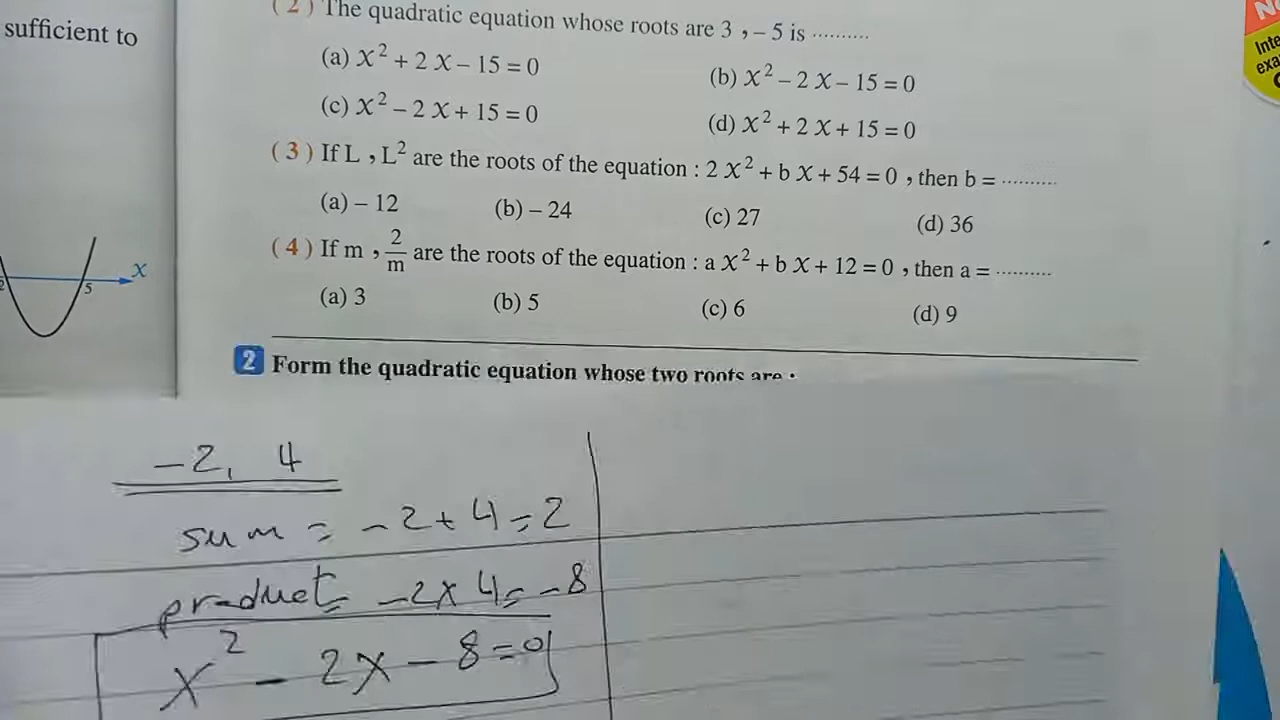 sufficient to
(2) The quadratic equation whose roots are 3 , – 5 is ..........
(a) x² + 2 x – 15 = 0
(b) x² – 2 x – 15 = 0
(c) x² – 2 x + 15 = 0
(d) x² + 2 x + 15 = 0
(3) If L , L² are the roots of the equation : 2 x² + b x + 54 = 0 , then b = ..........
(a) – 12 (b) – 24 (c) 27 (d) 36
(4) If m , 2/m are the roots of the equation : a x² + b x + 12 = 0 , then a = ..........
(a) 3 (b) 5 (c) 6 (d) 9
x
5
2 Form the quadratic equation whose two roots are :
-2, 4
sum = -2+4=2
product= -2x4=-8
x² - 2x - 8=0